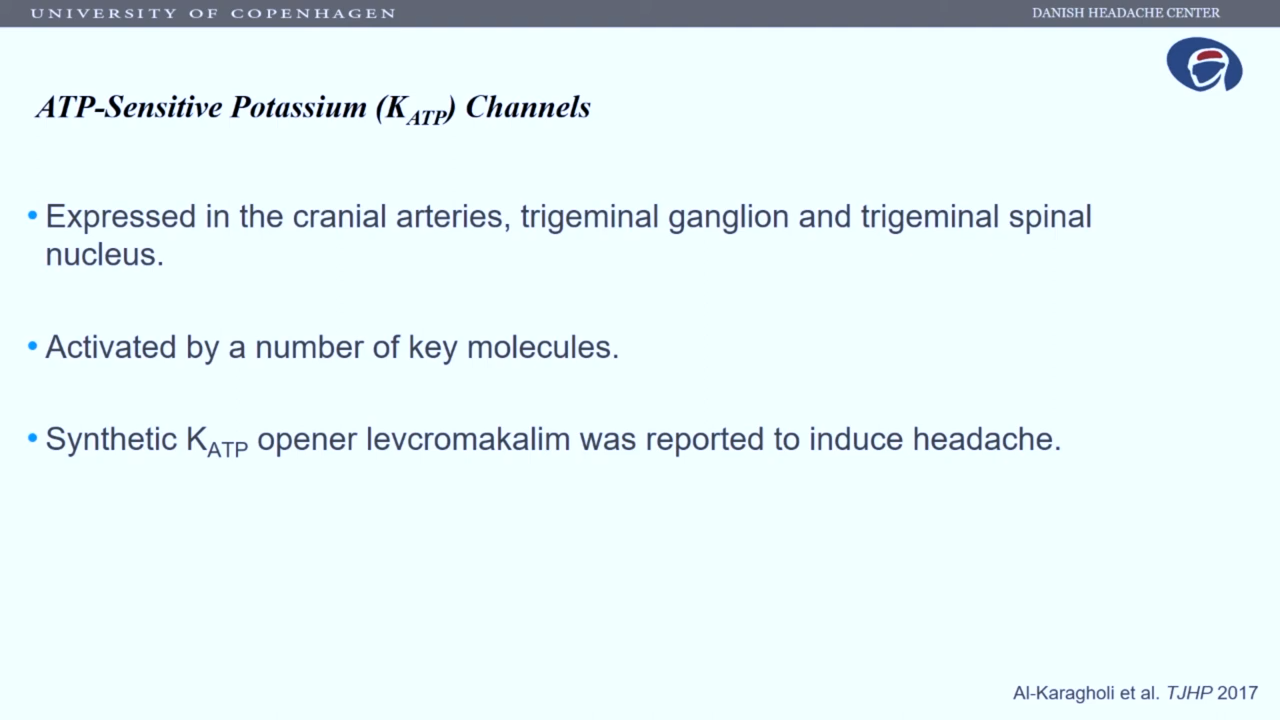 UNIVERSITY OF COPENHAGEN
DANISH HEADACHE CENTER
ATP-Sensitive Potassium (KATP) Channels
• Expressed in the cranial arteries, trigeminal ganglion and trigeminal spinal
nucleus.
• Activated by a number of key molecules.
• Synthetic KATP opener levcromakalim was reported to induce headache.
Al-Karagholi et al. TJHP 2017